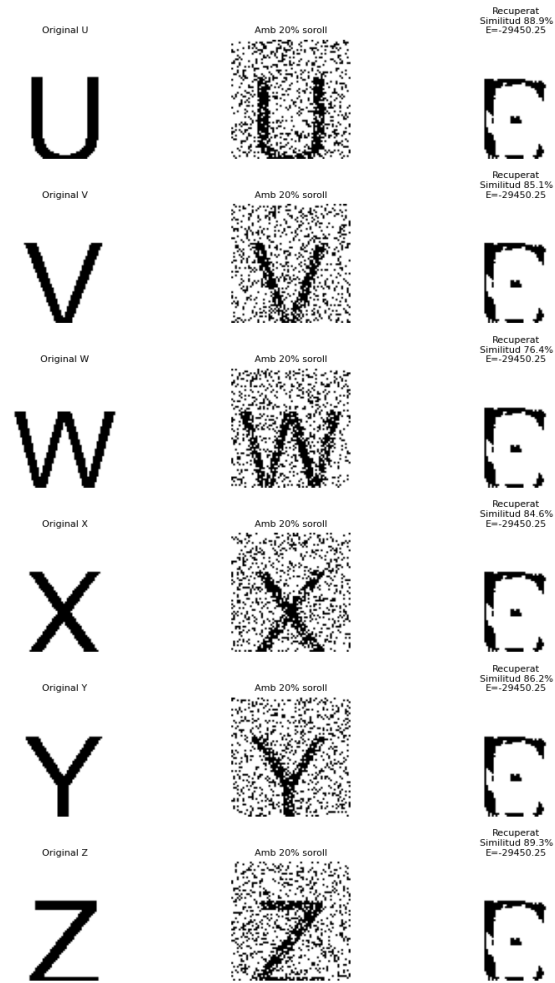 Original U
Amb 20% soroll
Recuperat
Similitud 88.9%
E=-29450.25
U
U
Original V
Amb 20% soroll
Recuperat
Similitud 85.1%
E=-29450.25
V
V
Original W
Amb 20% soroll
Recuperat
Similitud 76.4%
E=-29450.25
W
W
Original X
Amb 20% soroll
Recuperat
Similitud 84.6%
E=-29450.25
X
X
Original Y
Amb 20% soroll
Recuperat
Similitud 86.2%
E=-29450.25
Y
Y
Original Z
Amb 20% soroll
Recuperat
Similitud 89.3%
E=-29450.25
Z
Z